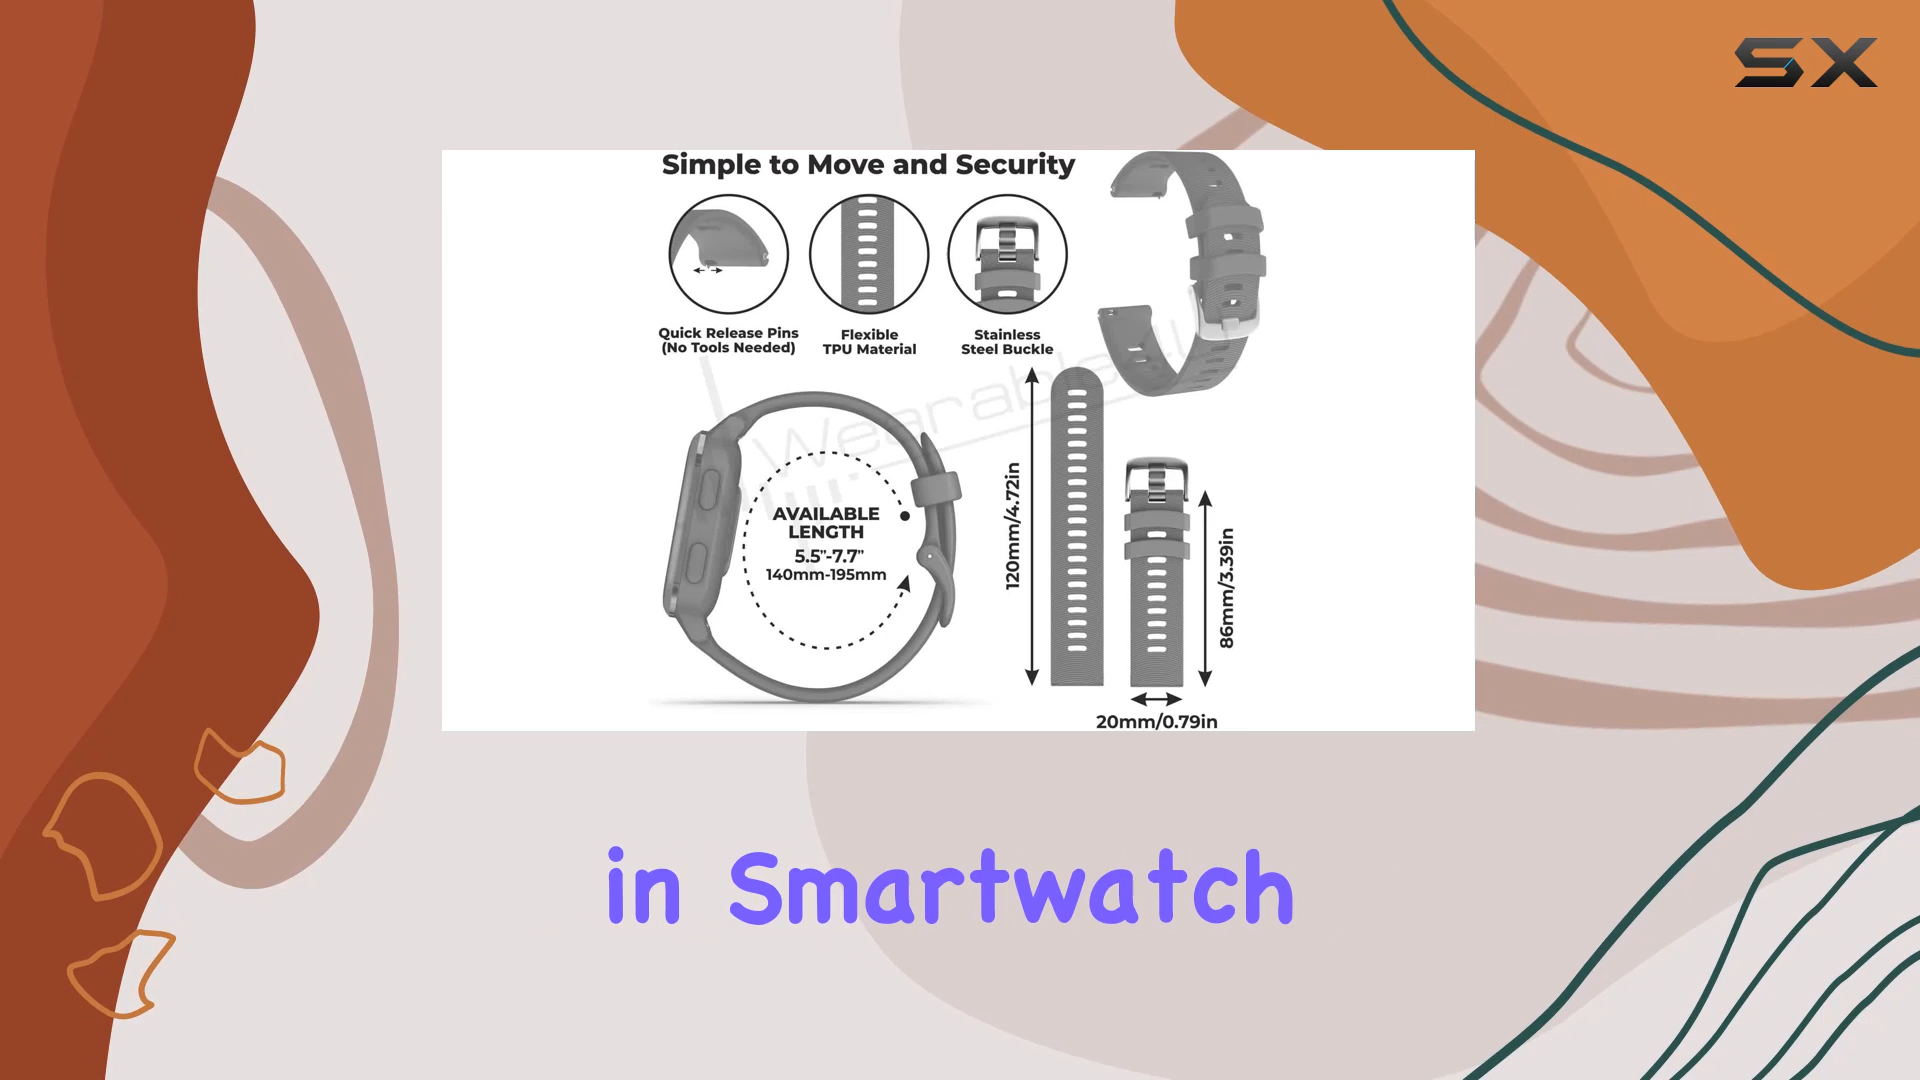 SX
Simple to Move and Security
Quick Release Pins
(No Tools Needed)
Flexible
TPU Material
Stainless
Steel Buckle
AVAILABLE
LENGTH
5.5"-7.7"
140mm-195mm
120mm/4.72in
86mm/3.39in
20mm/0.79in
in Smartwatch